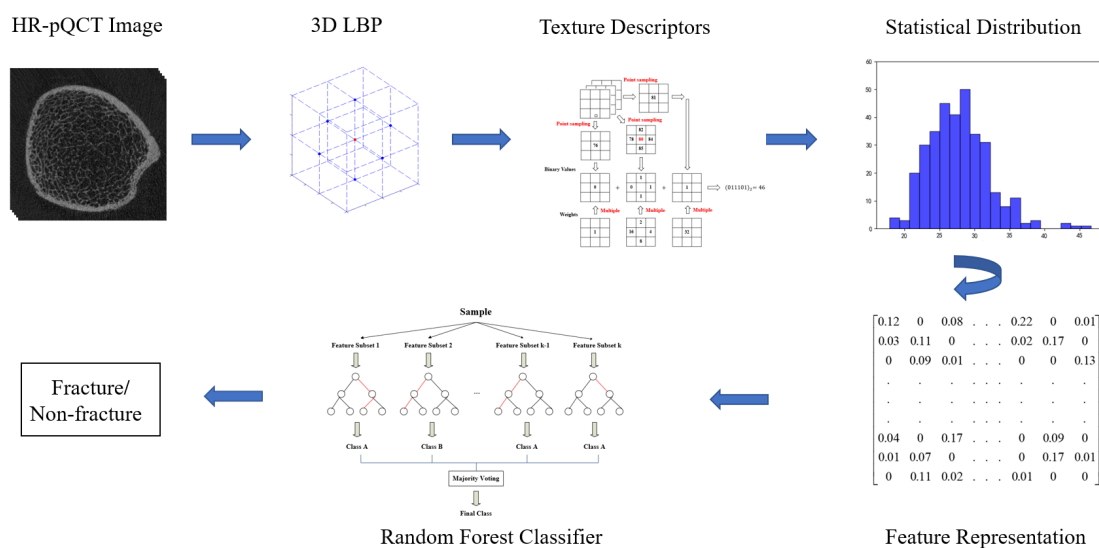 HR-pQCT Image
3D LBP
Texture Descriptors
Statistical Distribution
Point sampling
81
Point sampling
Point sampling
82
78 80 84
85
76
Binary Values
1
0 + 0 1 + 1
1
(011101)₂= 46
Multiple
Multiple
Multiple
Weights
2
1
16 4
32
8
60
50
40
30
20
10
0
20 25 30 35 40 45
Sample
Feature Subset 1
Feature Subset 2
Feature Subset k-1
Feature Subset k
...
Class A
Class B
Class A
Class A
Majority Voting
Final Class
Random Forest Classifier
Fracture/
Non-fracture
0.12 0 0.08 . . . 0.22 0 0.01
0.03 0.11 0 . . . 0.02 0.17 0
0 0.09 0.01 . . . 0 0 0.13
. . . . . .
. . . . . .
. . . . . .
0.04 0 0.17 . . . 0 0.09 0
0.01 0.07 0 . . . 0 0.17 0.01
0 0.11 0.02 . . . 0.01 0 0
Feature Representation